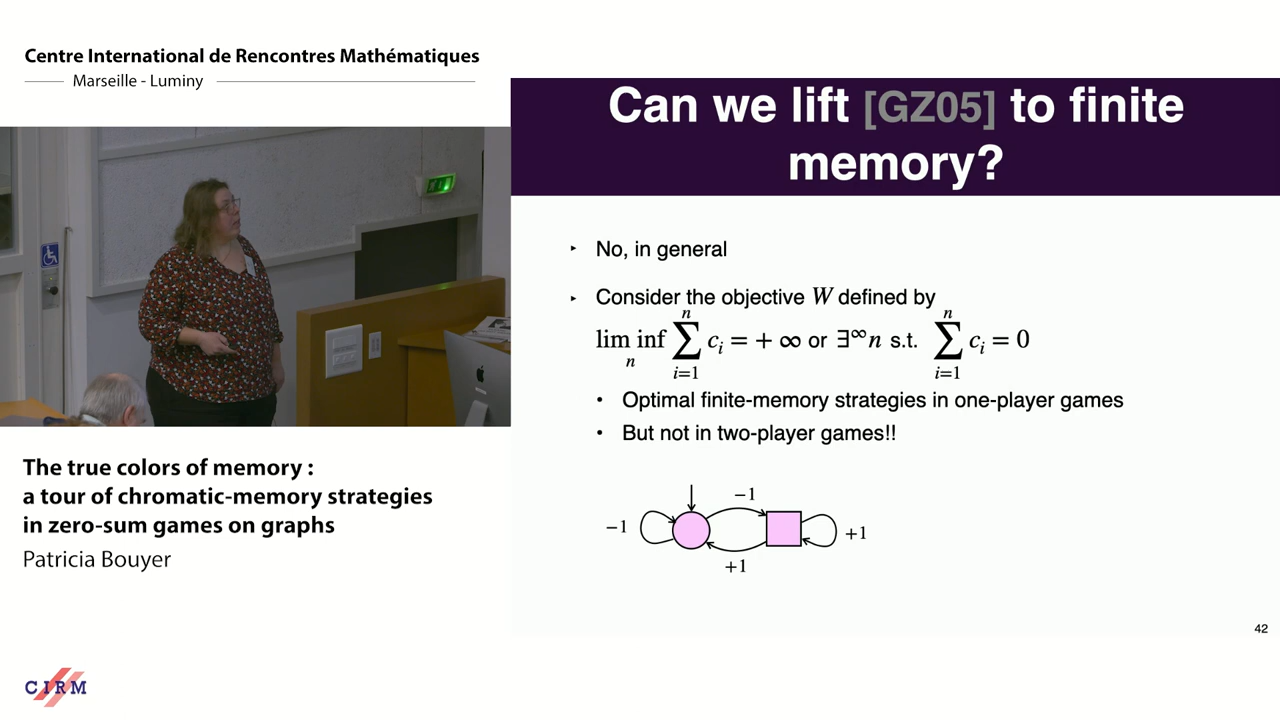 Centre International de Rencontres Mathématiques
Marseille - Luminy
The true colors of memory :
a tour of chromatic-memory strategies
in zero-sum games on graphs
Patricia Bouyer
CIRM
Can we lift [GZ05] to finite
memory?
‣ No, in general
‣ Consider the objective W defined by
lim inf_n ∑_{i=1}^{n} c_i = + ∞ or ∃^∞ n s.t. ∑_{i=1}^{n} c_i = 0
• Optimal finite-memory strategies in one-player games
• But not in two-player games!!
−1
−1
+1
+1
42